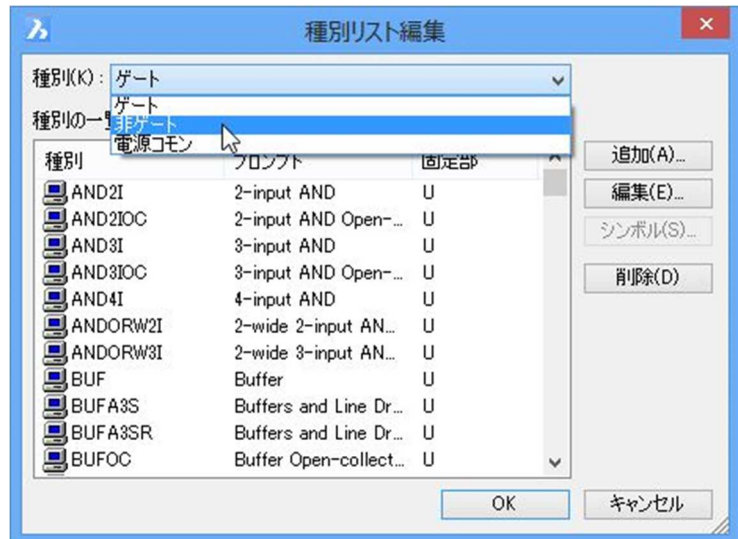 種別リスト編集
種別(K): ゲート
ゲート
種別の一 非ゲート
電源コモン
種別 プロンプト 固定部
追加(A)...
編集(E)...
シンボル(S)...
削除(D)
AND2I 2-input AND U
AND2IOC 2-input AND Open-... U
AND3I 3-input AND U
AND3IOC 3-input AND Open-... U
AND4I 4-input AND U
ANDORW2I 2-wide 2-input AN... U
ANDORW3I 2-wide 3-input AN... U
BUF Buffer U
BUFA3S Buffers and Line Dr... U
BUFA3SR Buffers and Line Dr... U
BUFOC Buffer Open-collect... U
OK キャンセル